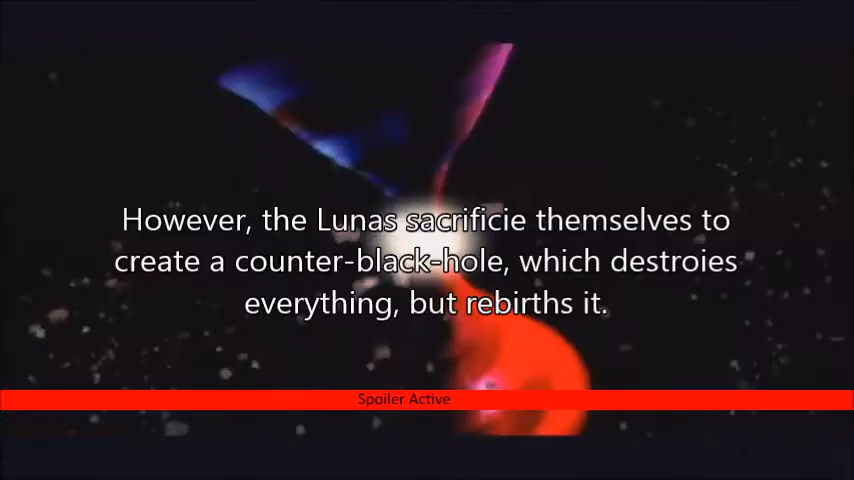 However, the Lunas sacrificie themselves to
create a counter-black-hole, which destroies
everything, but rebirths it.
Spoiler Active